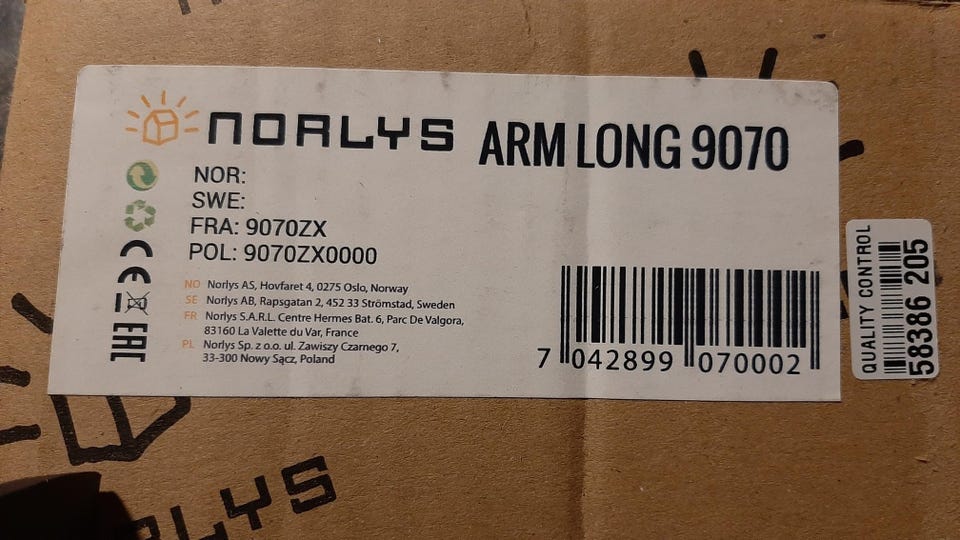 NORLYS ARM LONG 9070
NOR:
SWE:
FRA: 9070ZX
POL: 9070ZX0000
NO Norlys AS, Hovfaret 4, 0275 Oslo, Norway
SE Norlys AB, Rapsgatan 2, 452 33 Strömstad, Sweden
FR Norlys S.A.R.L. Centre Hermes Bat. 6, Parc De Valgora,
83160 La Valette du Var, France
PL Norlys Sp. z o.o. ul. Zawiszy Czarnego 7,
33-300 Nowy Sącz, Poland
CE
EAC
7 042899 070002
QUALITY CONTROL
58386 205
RLYS